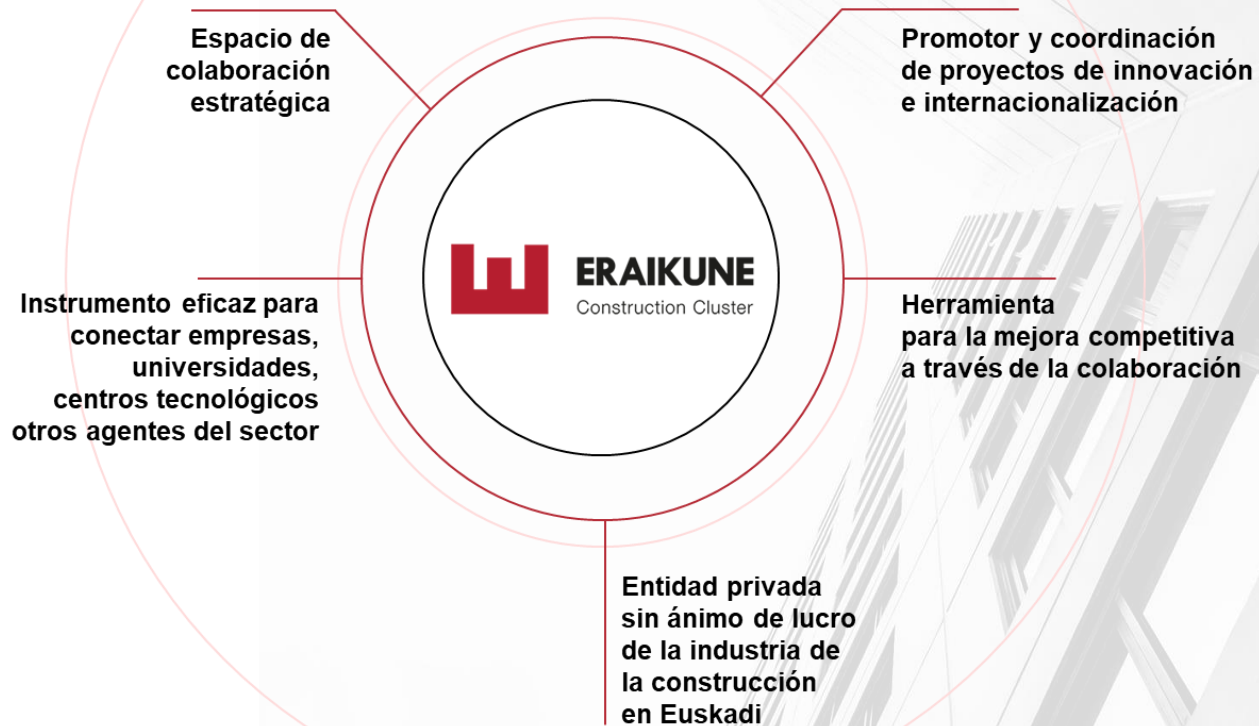 Espacio de
colaboración
estratégica
Promotor y coordinación
de proyectos de innovación
e internacionalización
ERAIKUNE
Construction Cluster
Instrumento eficaz para
conectar empresas,
universidades,
centros tecnológicos
otros agentes del sector
Herramienta
para la mejora competitiva
a través de la colaboración
Entidad privada
sin ánimo de lucro
de la industria de
la construcción
en Euskadi